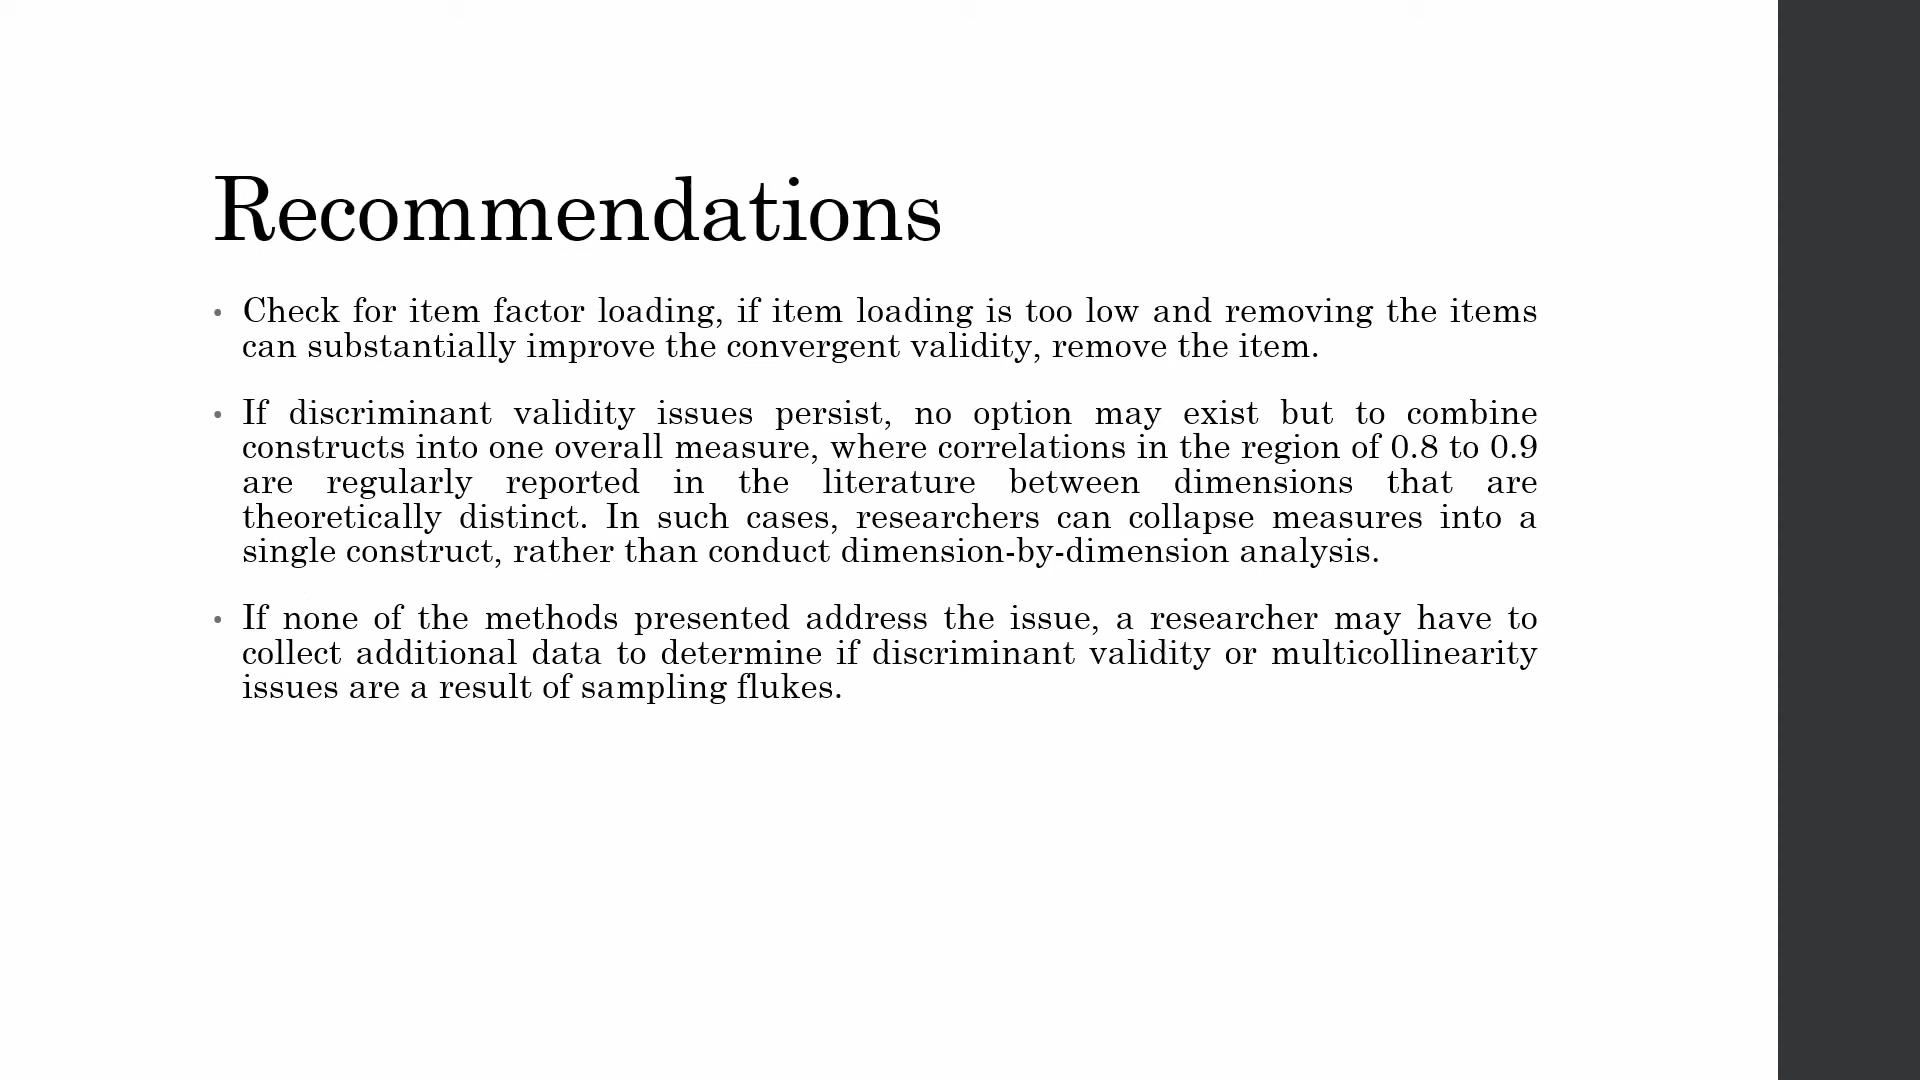 Recommendations
• Check for item factor loading, if item loading is too low and removing the items
can substantially improve the convergent validity, remove the item.
• If discriminant validity issues persist, no option may exist but to combine
constructs into one overall measure, where correlations in the region of 0.8 to 0.9
are regularly reported in the literature between dimensions that are
theoretically distinct. In such cases, researchers can collapse measures into a
single construct, rather than conduct dimension-by-dimension analysis.
• If none of the methods presented address the issue, a researcher may have to
collect additional data to determine if discriminant validity or multicollinearity
issues are a result of sampling flukes.